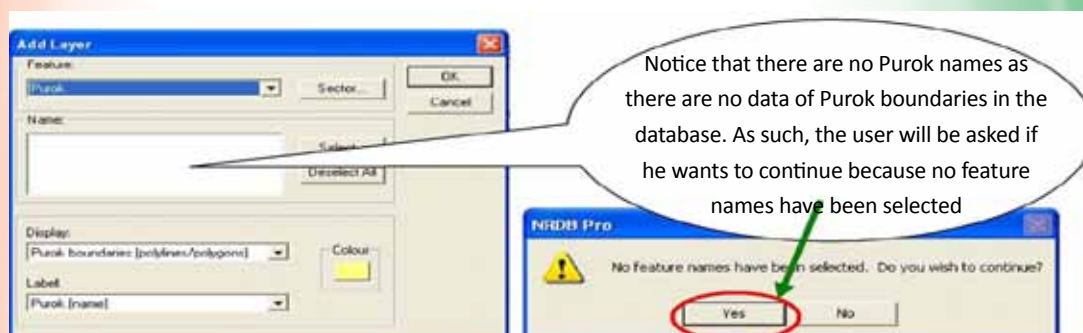 Add Layer
Feature:
Purok
Sector...
OK
Cancel
Name:
Select
Deselect All
Display:
Purok boundaries (polylines/polygons)
Colour
Label
Purok (name)
Notice that there are no Purok names as
there are no data of Purok boundaries in the
database. As such, the user will be asked if
he wants to continue because no feature
names have been selected
NRDB Pro
No feature names have been selected. Do you wish to continue?
Yes
No